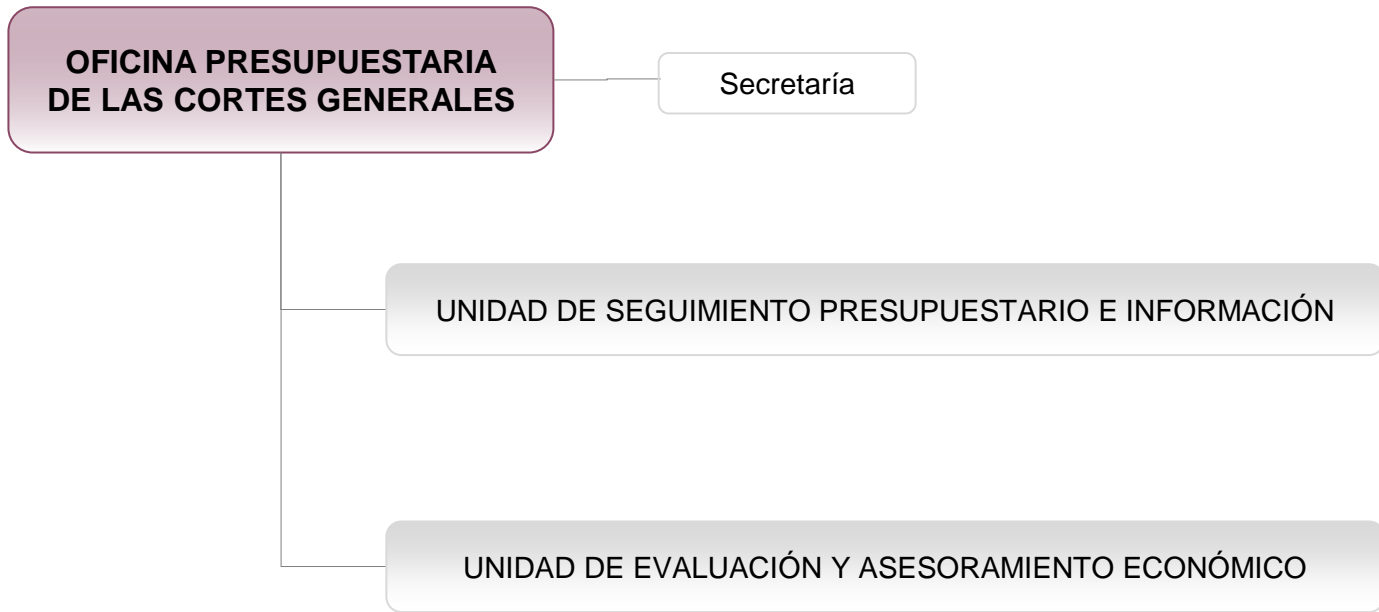 OFICINA PRESUPUESTARIA
DE LAS CORTES GENERALES
Secretaría
UNIDAD DE SEGUIMIENTO PRESUPUESTARIO E INFORMACIÓN
UNIDAD DE EVALUACIÓN Y ASESORAMIENTO ECONÓMICO